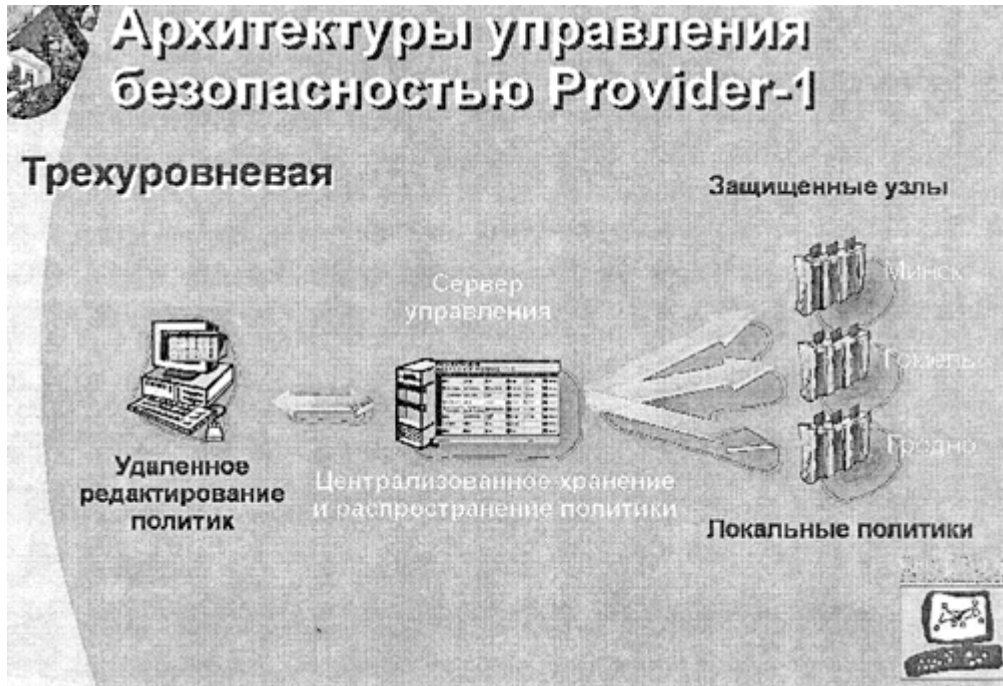 Архитектуры управления
безопасностью Provider-1
Трехуровневая
Защищенные узлы
Минск
Сервер
управления
Гомель
Гродно
Удаленное
редактирование
политик
Централизованное хранение
и распространение политики
Локальные политики